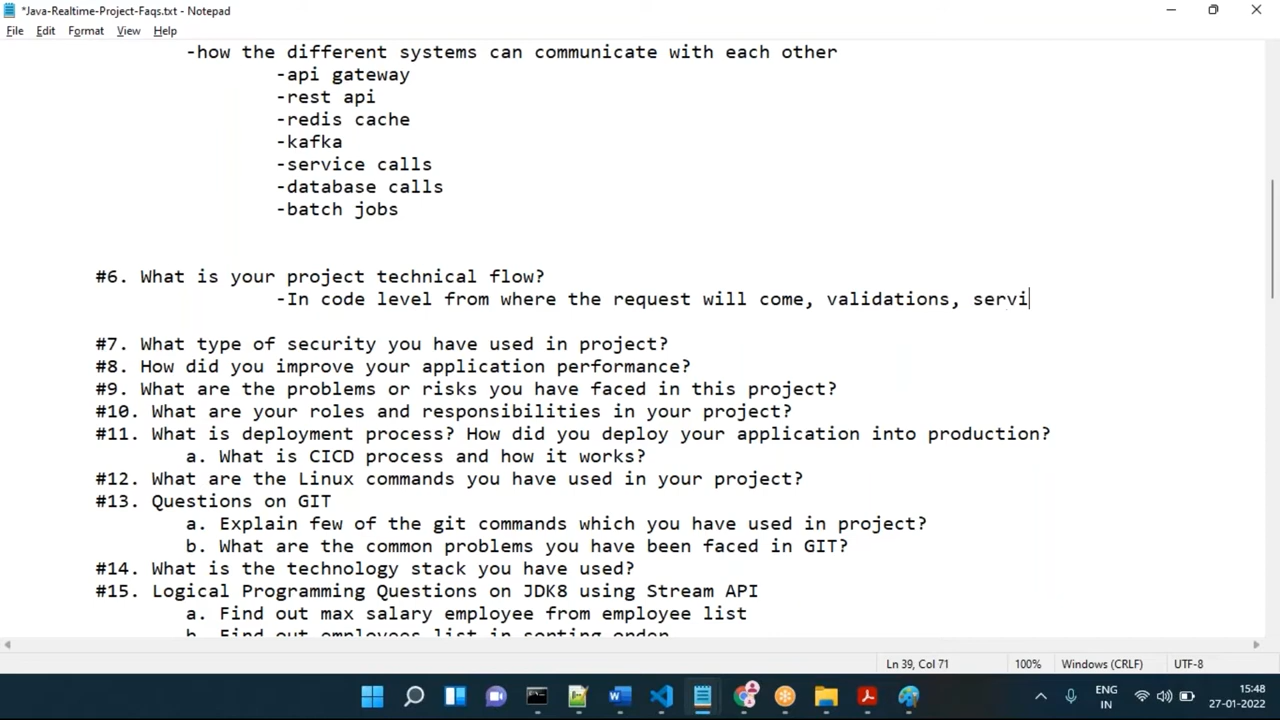 *Java-Realtime-Project-Faqs.txt - Notepad
File Edit Format View Help
-how the different systems can communicate with each other
-api gateway
-rest api
-redis cache
-kafka
-service calls
-database calls
-batch jobs
#6. What is your project technical flow?
-In code level from where the request will come, validations, servi
#7. What type of security you have used in project?
#8. How did you improve your application performance?
#9. What are the problems or risks you have faced in this project?
#10. What are your roles and responsibilities in your project?
#11. What is deployment process? How did you deploy your application into production?
a. What is CICD process and how it works?
#12. What are the Linux commands you have used in your project?
#13. Questions on GIT
a. Explain few of the git commands which you have used in project?
b. What are the common problems you have been faced in GIT?
#14. What is the technology stack you have used?
#15. Logical Programming Questions on JDK8 using Stream API
a. Find out max salary employee from employee list
b. Find out employees list in sorting order
Ln 39, Col 71 100% Windows (CRLF) UTF-8
ENG
IN
15:48
27-01-2022